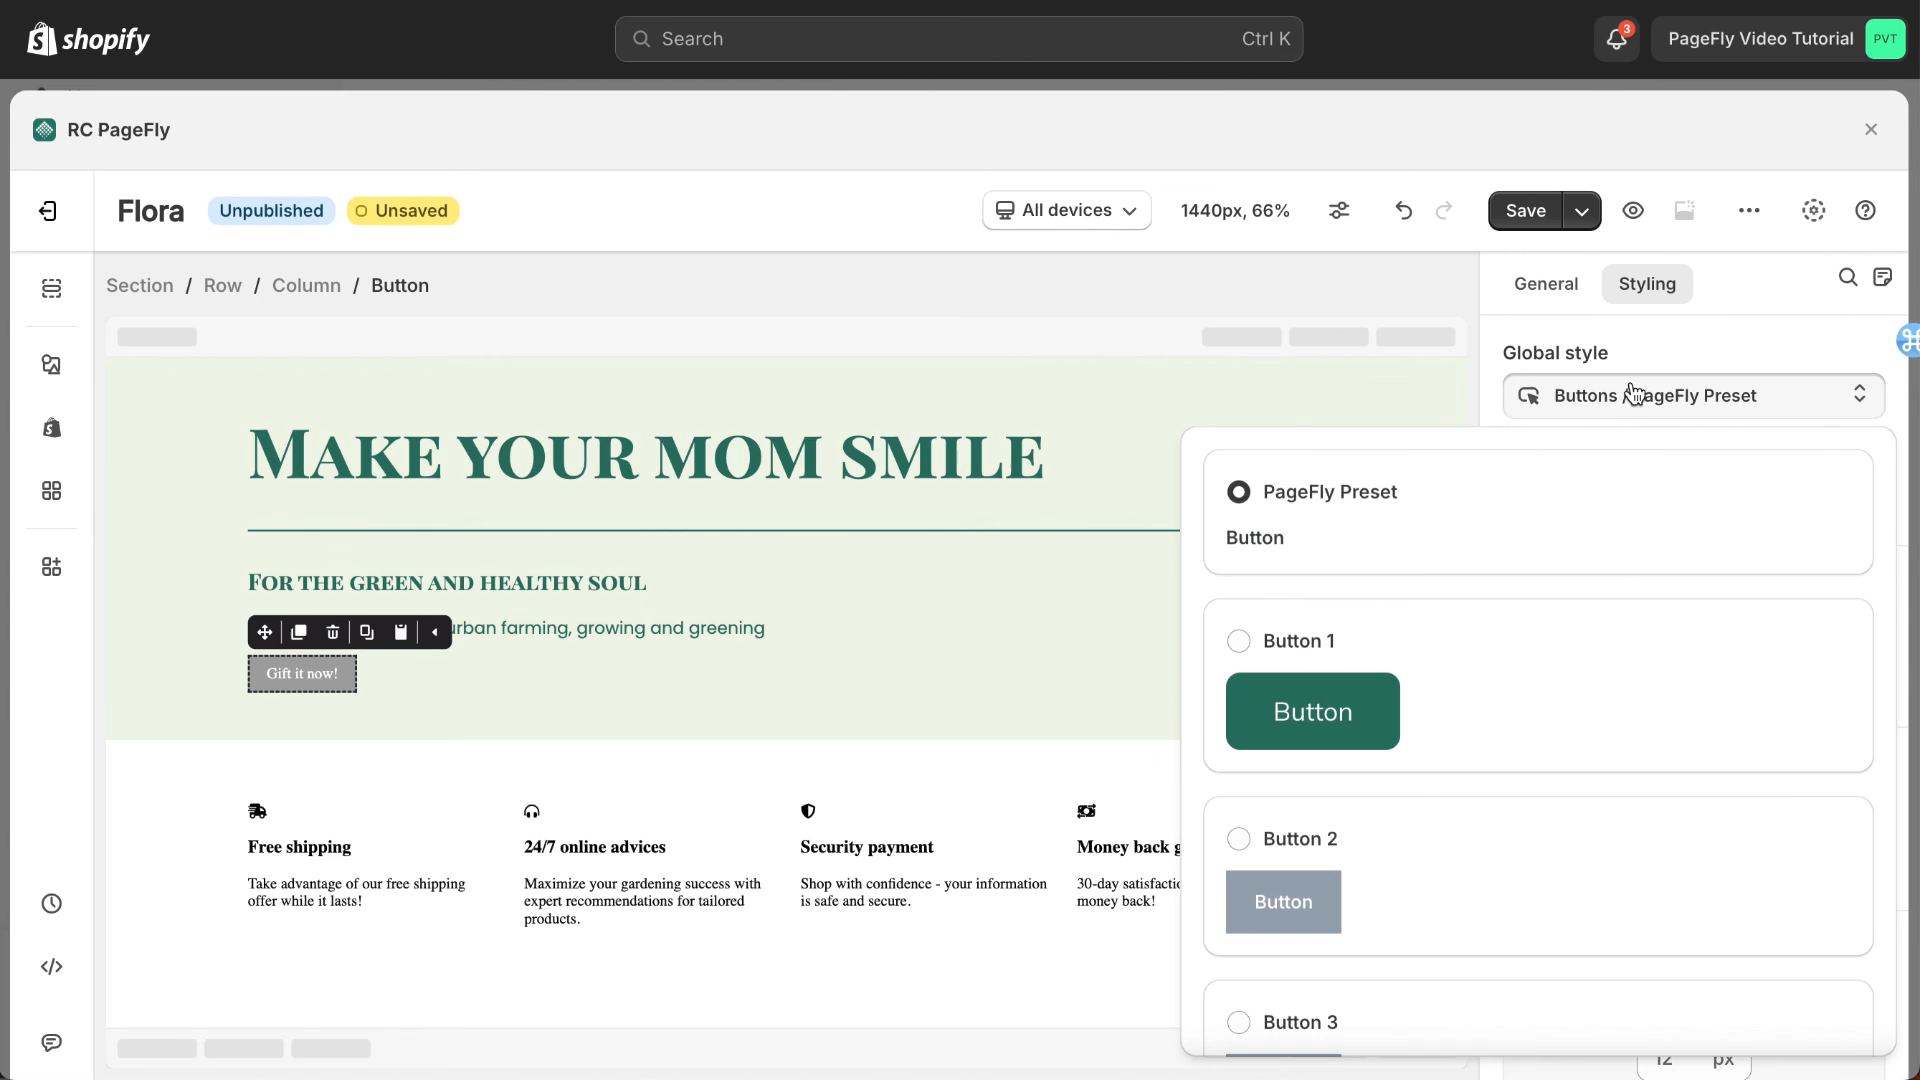 shopify
Search
Ctrl K
3
PageFly Video Tutorial
PVT
RC PageFly
Flora
Unpublished
Unsaved
All devices
1440px, 66%
Save
Section / Row / Column / Button
General
Styling
Global style
Buttons
ageFly Preset
Make your mom smile
For the green and healthy soul
urban farming, growing and greening
Gift it now!
PageFly Preset
Button
Button 1
Button
Button 2
Button
Button 3
Free shipping
Take advantage of our free shipping
offer while it lasts!
24/7 online advices
Maximize your gardening success with
expert recommendations for tailored
products.
Security payment
Shop with confidence - your information
is safe and secure.
Money back g
30-day satisfactio
money back!
12 px